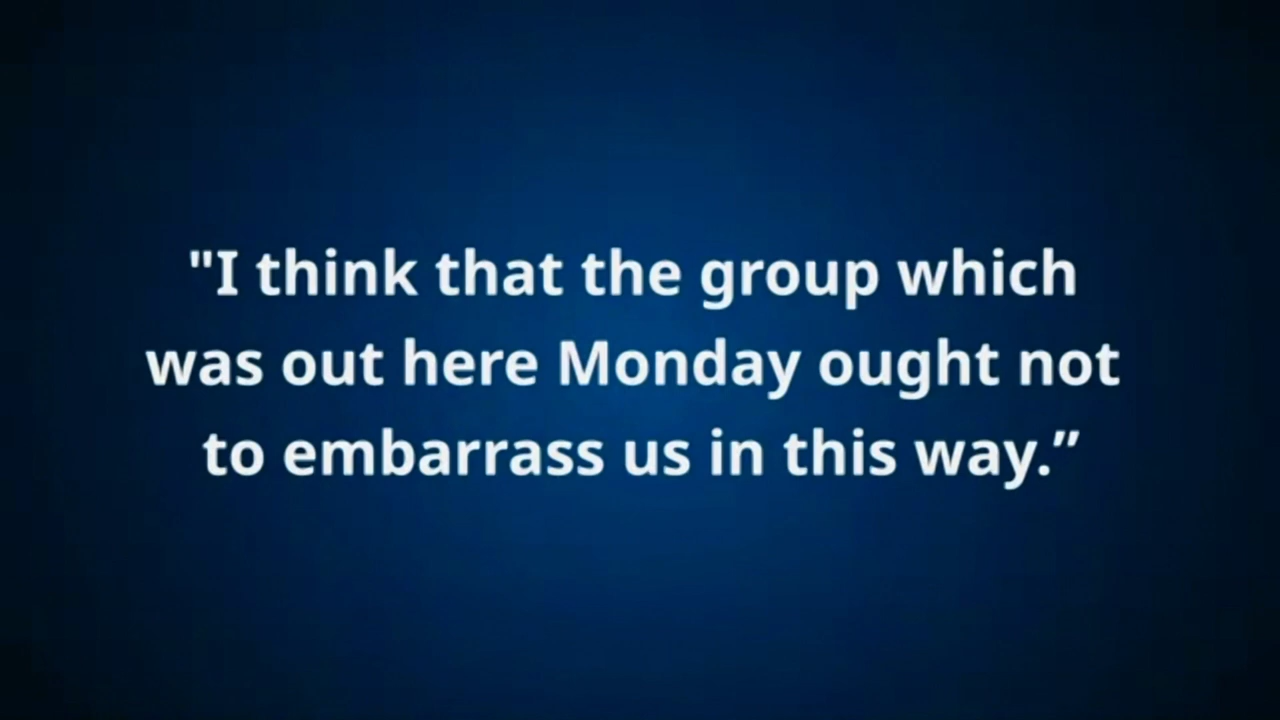 "I think that the group which
was out here Monday ought not
to embarrass us in this way.”